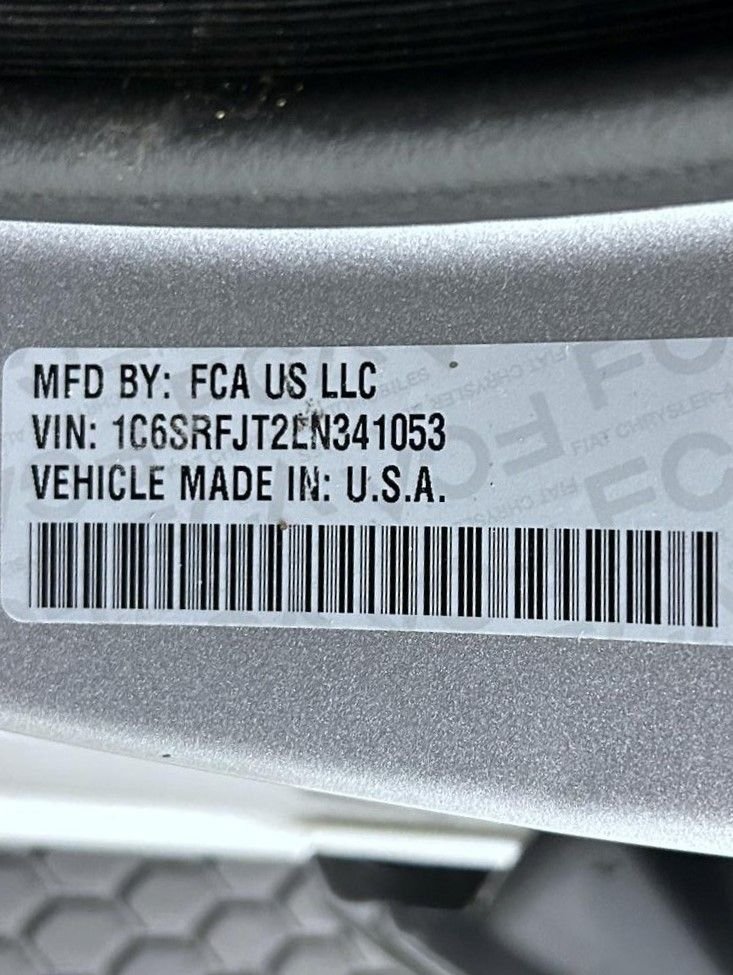 MFD BY: FCA US LLC
VIN: 1C6SRFJT2LN341053
VEHICLE MADE IN: U.S.A.